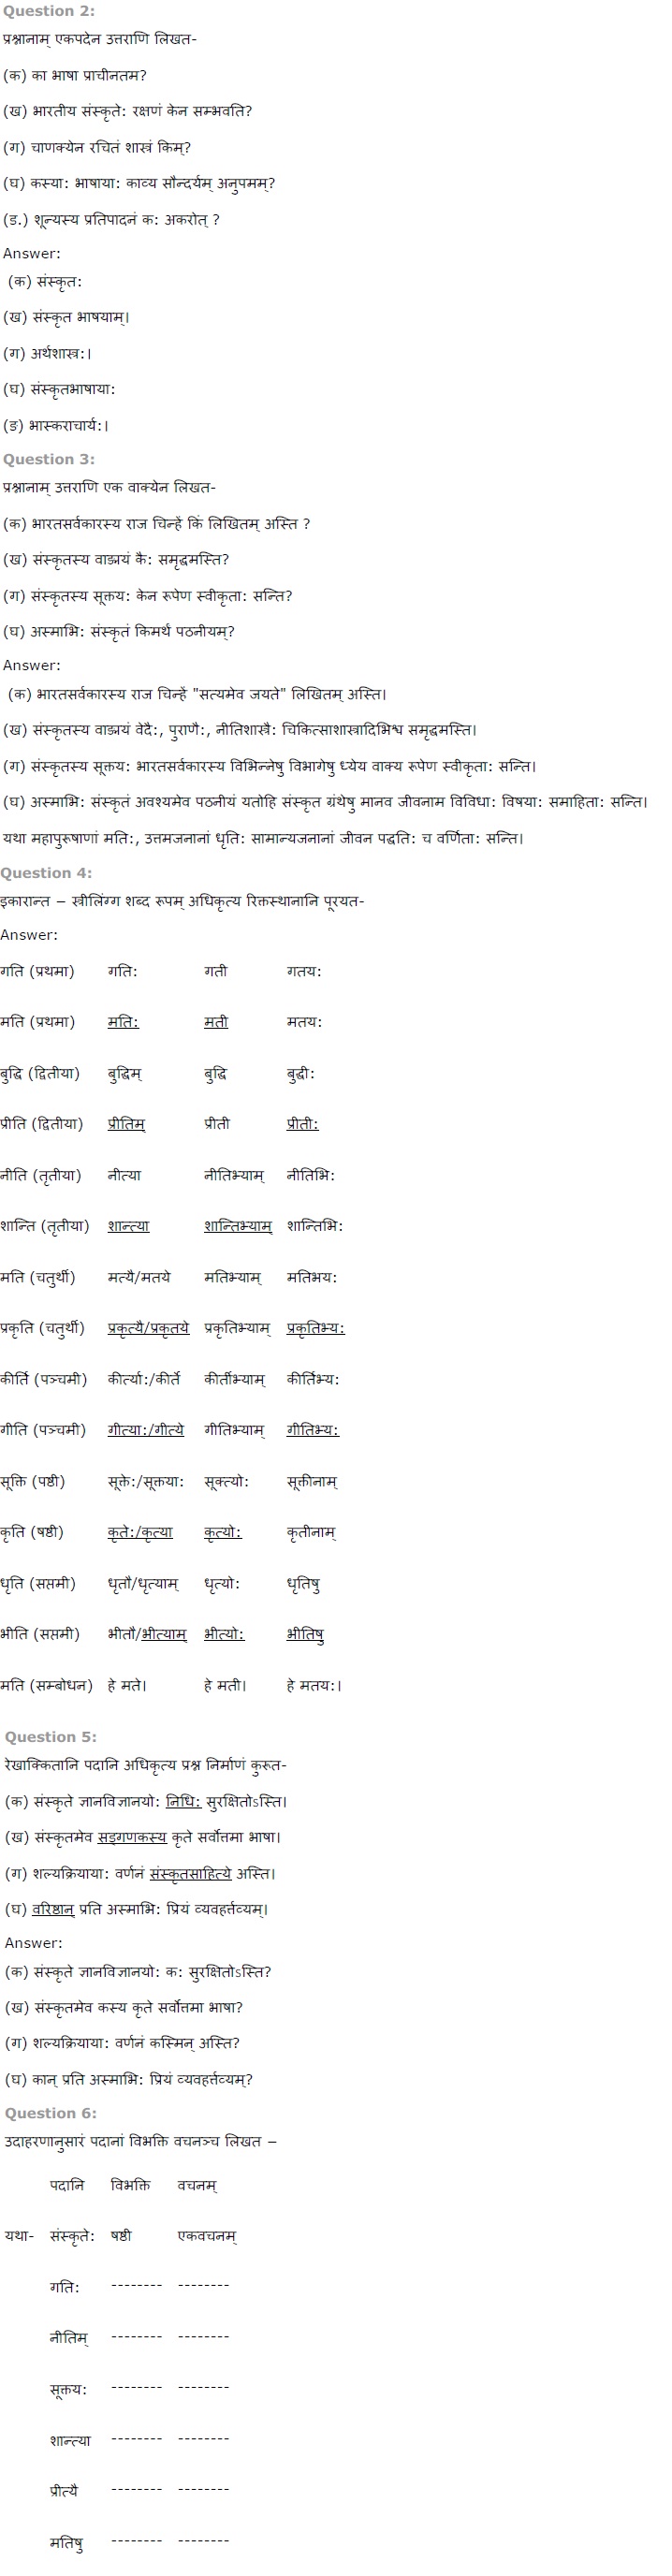 Question 2:
प्रश्नानाम् एकपदेन उत्तराणि लिखत-
(क) का भाषा प्राचीनतम?
(ख) भारतीय संस्कृते: रक्षणं केन सम्भवति?
(ग) चाणक्येन रचितं शास्त्रं किम्?
(घ) कस्या: भाषाया: काव्य सौन्दर्यम् अनुपमम्?
(ड.) शून्यस्य प्रतिपादनं क: अकरोत् ?
Answer:
(क) संस्कृत:
(ख) संस्कृत भाषयाम्।
(ग) अर्थशास्त्र:।
(घ) संस्कृतभाषाया:
(ङ) भास्कराचार्य:।
Question 3:
प्रश्नानाम् उत्तराणि एक वाक्येन लिखत-
(क) भारतसर्वकारस्य राज चिन्हें किं लिखितम् अस्ति ?
(ख) संस्कृतस्य वाङ्मयं कै: समृद्धमस्ति?
(ग) संस्कृतस्य सूक्तय: केन रूपेण स्वीकृता: सन्ति?
(घ) अस्माभि: संस्कृतं किमर्थं पठनीयम्?
Answer:
(क) भारतसर्वकारस्य राज चिन्हें "सत्यमेव जयते" लिखितम् अस्ति।
(ख) संस्कृतस्य वाङ्मयं वेदै:, पुराणै:, नीतिशास्त्रै: चिकित्साशास्त्रादिभिश्च समृद्धमस्ति।
(ग) संस्कृतस्य सूक्तय: भारतसर्वकारस्य विभिन्नेषु विभागेषु ध्येय वाक्य रूपेण स्वीकृता: सन्ति।
(घ) अस्माभि: संस्कृतं अवश्यमेव पठनीयं यतोहि संस्कृत ग्रंथेषु मानव जीवनाम विविधा: विषया: समाहिता: सन्ति।
यथा महापुरूषाणां मति:, उत्तमजनानां धृति: सामान्यजनानां जीवन पद्धति: च वर्णिता: सन्ति।
Question 4:
इकारान्त – स्त्रीलिंग्ग शब्द रूपम् अधिकृत्य रिक्तस्थानानि पूरयत-
Answer:
गति (प्रथमा) गति: गती गतय:
मति (प्रथमा) मति: मती मतय:
बुद्धि (द्वितीया) बुद्धिम् बुद्धि बुद्धी:
प्रीति (द्वितीया) प्रीतिम् प्रीती प्रीती:
नीति (तृतीया) नीत्या नीतिभ्याम् नीतिभि:
शान्ति (तृतीया) शान्त्या शान्तिभ्याम् शान्तिभि:
मति (चतुर्थी) मत्यै/मतये मतिभ्याम् मतिभय:
प्रकृति (चतुर्थी) प्रकृत्यै/प्रकृतये प्रकृतिभ्याम् प्रकृतिभ्य:
कीर्ति (पञ्चमी) कीर्त्या:/कीर्ते कीर्तीभ्याम् कीर्तिभ्य:
गीति (पञ्चमी) गीत्या:/गीत्ये गीतिभ्याम् गीतिभ्य:
सूक्ति (षष्ठी) सूक्ते:/सूक्तया: सूक्त्यो: सूक्तीनाम्
कृति (षष्ठी) कृते:/कृत्या कृत्यो: कृतीनाम्
धृति (सप्तमी) धृतौ/धृत्याम् धृत्यो: धृतिषु
भीति (सप्तमी) भीतौ/भीत्याम् भीत्यो: भीतिषु
मति (सम्बोधन) हे मते। हे मती। हे मतय:।
Question 5:
रेखाक्कितानि पदानि अधिकृत्य प्रश्न निर्माणं कुरूत-
(क) संस्कृते ज्ञानविज्ञानयो: निधि: सुरक्षितोऽस्ति।
(ख) संस्कृतमेव सङ्गणकस्य कृते सर्वोत्तमा भाषा।
(ग) शल्यक्रियाया: वर्णनं संस्कृतसाहित्ये अस्ति।
(घ) वरिष्ठान् प्रति अस्माभि: प्रियं व्यवहर्त्तव्यम्।
Answer:
(क) संस्कृते ज्ञानविज्ञानयो: क: सुरक्षितोऽस्ति?
(ख) संस्कृतमेव कस्य कृते सर्वोत्तमा भाषा?
(ग) शल्यक्रियाया: वर्णनं कस्मिन् अस्ति?
(घ) कान् प्रति अस्माभि: प्रियं व्यवहर्त्तव्यम्?
Question 6:
उदाहरणानुसारं पदानां विभक्ति वचनञ्च लिखत –
पदानि विभक्ति वचनम्
यथा- संस्कृते: षष्ठी एकवचनम्
गति: -------- --------
नीतिम् -------- --------
सूक्तय: -------- --------
शान्त्या -------- --------
प्रीत्यै -------- --------
मतिषु -------- --------